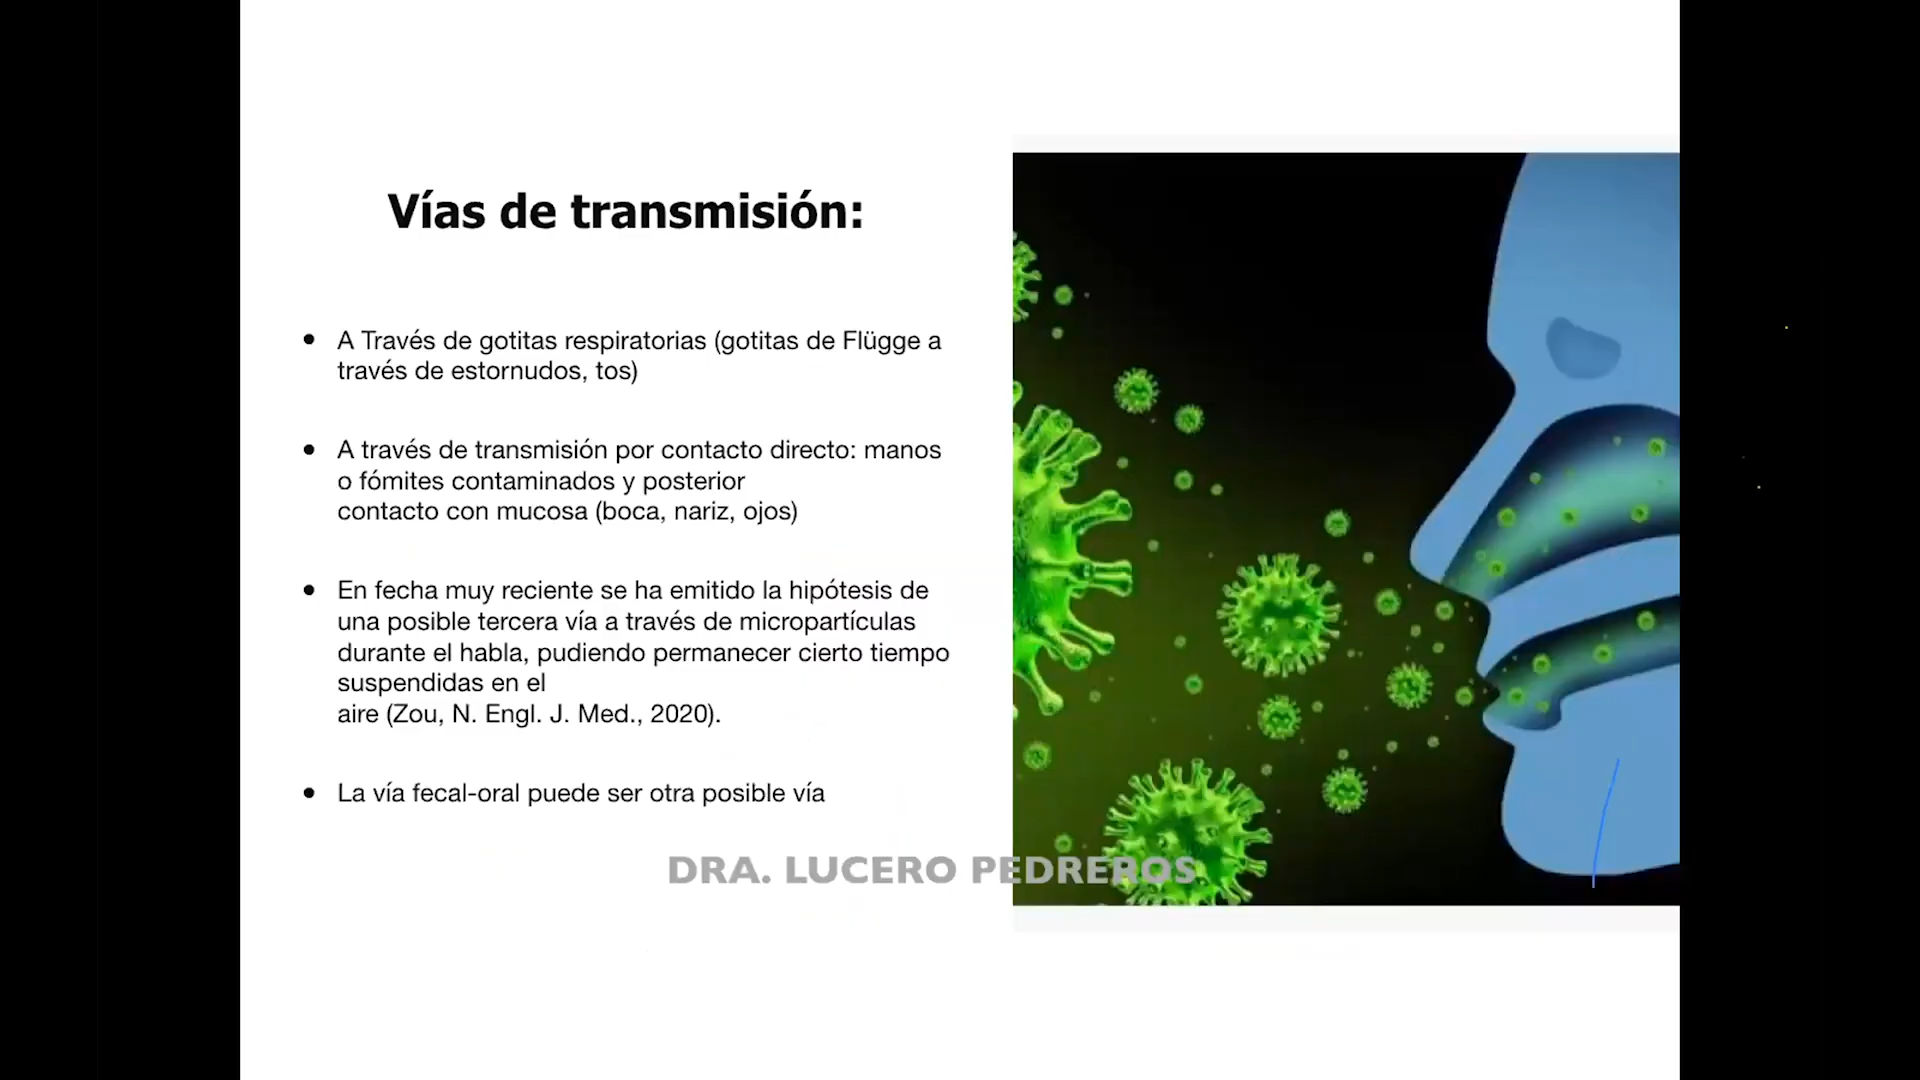 Vías de transmisión:
• A Través de gotitas respiratorias (gotitas de Flügge a
través de estornudos, tos)
• A través de transmisión por contacto directo: manos
o fómites contaminados y posterior
contacto con mucosa (boca, nariz, ojos)
• En fecha muy reciente se ha emitido la hipótesis de
una posible tercera vía a través de micropartículas
durante el habla, pudiendo permanecer cierto tiempo
suspendidas en el
aire (Zou, N. Engl. J. Med., 2020).
• La vía fecal-oral puede ser otra posible vía
DRA. LUCERO PEDREROS